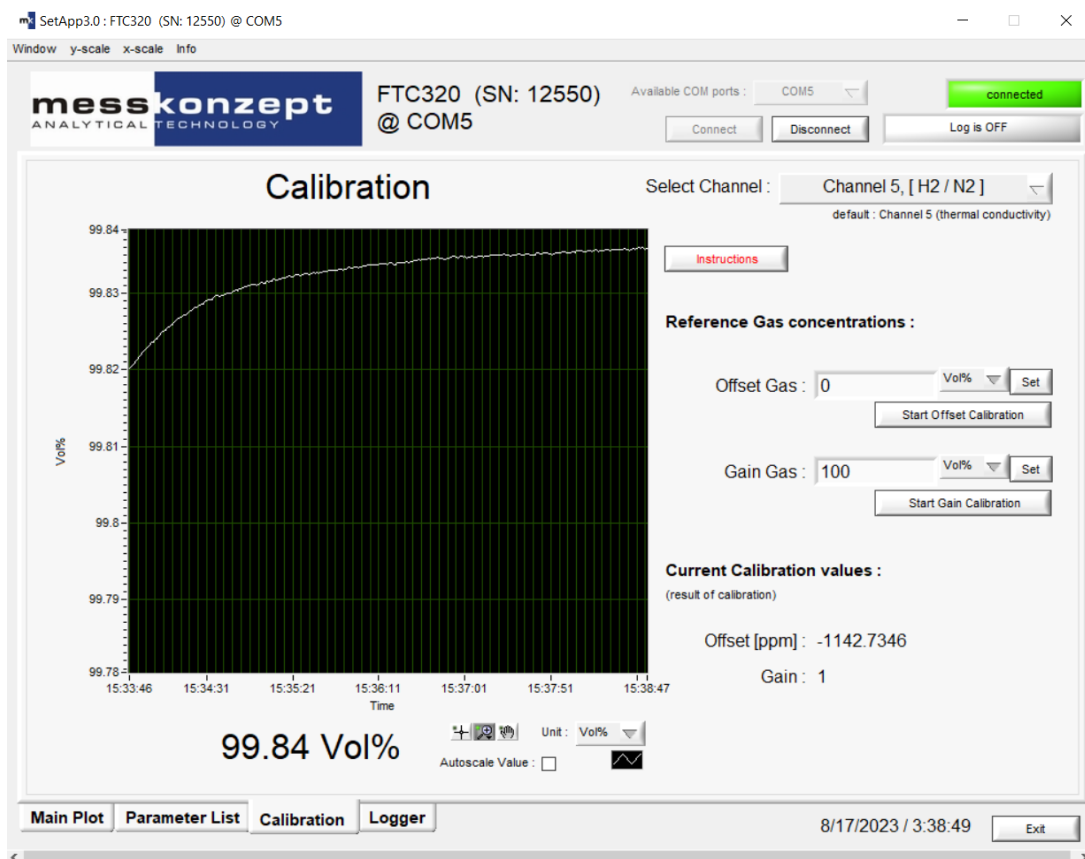 SetApp3.0 : FTC320 (SN: 12550) @ COM5
Window y-scale x-scale Info
messkonzept
ANALYTICAL TECHNOLOGY
FTC320 (SN: 12550)
@ COM5
Available COM ports : COM5
Connect Disconnect
connected
Log is OFF
Calibration
Select Channel : Channel 5, [ H2 / N2 ]
default : Channel 5 (thermal conductivity)
Instructions
Reference Gas concentrations :
Offset Gas : 0 Vol% Set
Start Offset Calibration
Gain Gas : 100 Vol% Set
Start Gain Calibration
Current Calibration values :
(result of calibration)
Offset [ppm] : -1142.7346
Gain : 1
99.84
99.83
99.82
99.81
99.8
99.79
99.78
Vol%
15:33:46 15:34:31 15:35:21 15:36:11 15:37:01 15:37:51 15:38:47
Time
99.84 Vol%
Unit : Vol%
Autoscale Value :
Main Plot Parameter List Calibration Logger
8/17/2023 / 3:38:49 Exit